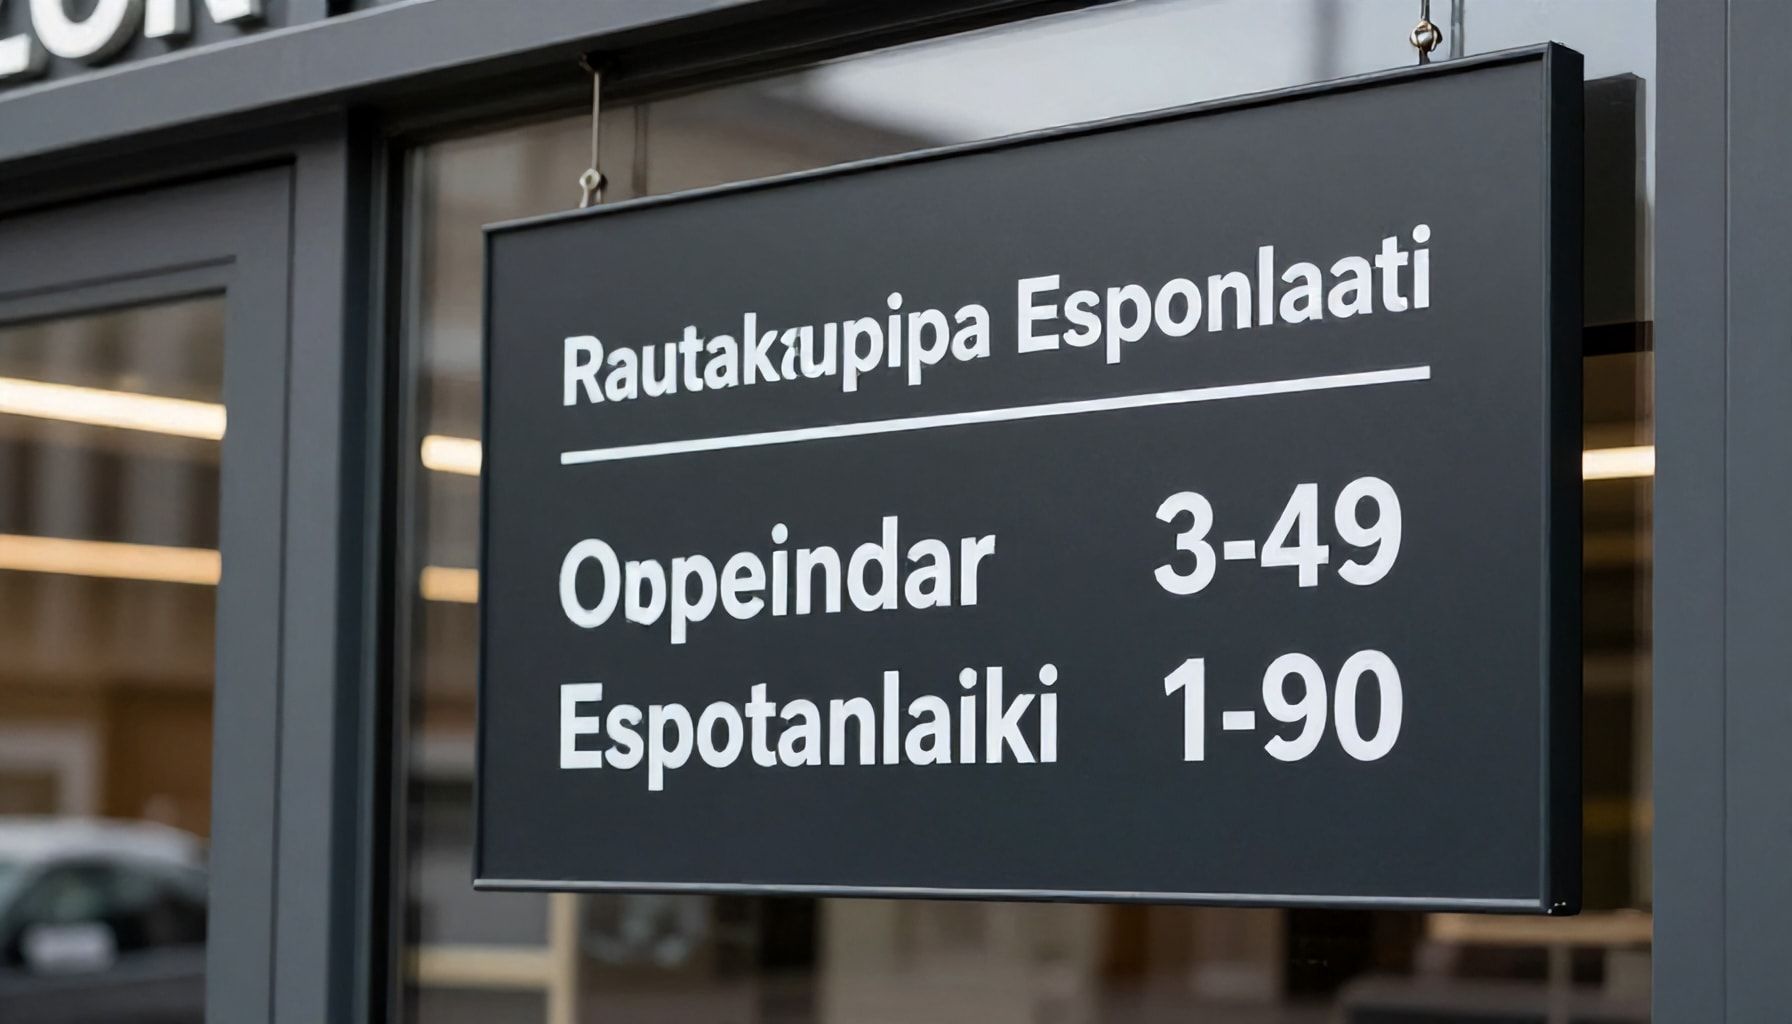 Rautakaupipa Esponlaati
Oppeindar 3-49
Espotanlaiki 1-90